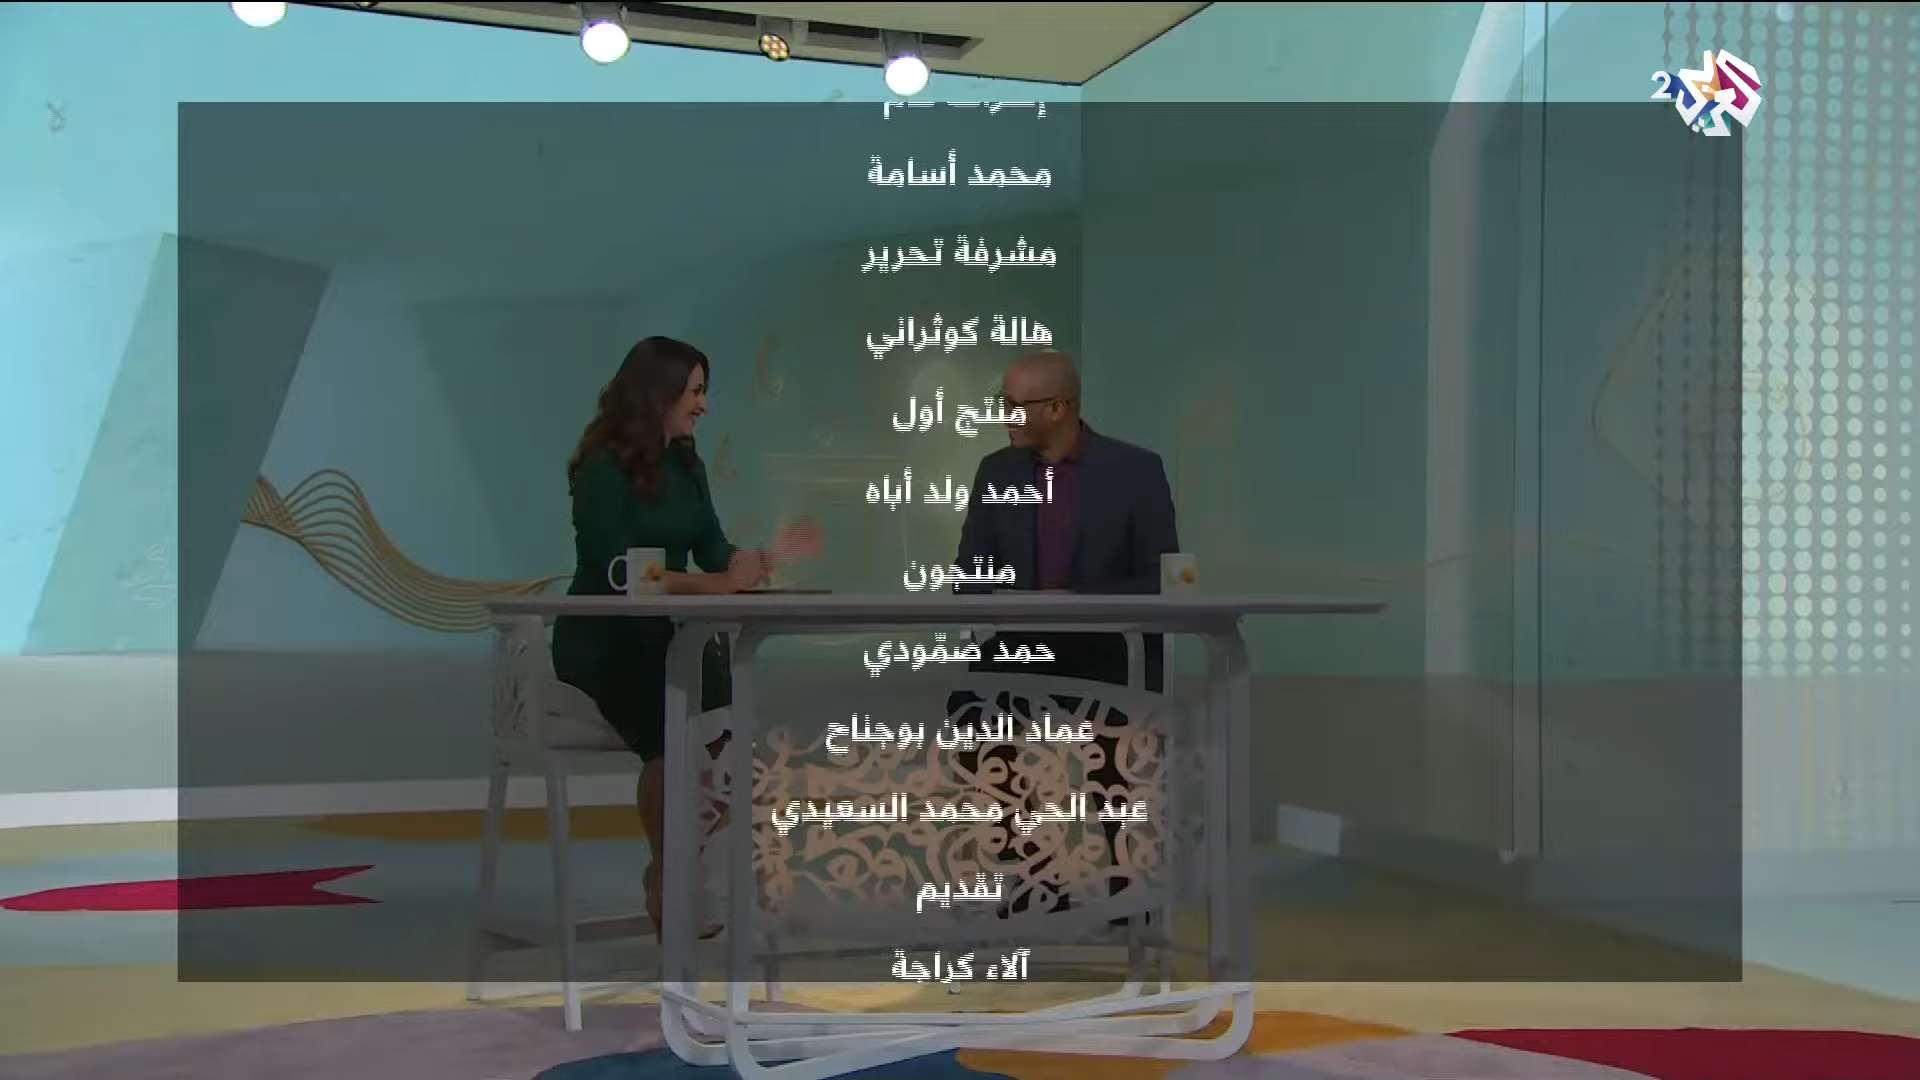 محمد أسامة
مشرفة تحرير
هالة كوثراني
منتج أول
أحمد ولد أباه
منتجون
حمد صمّودي
عماد الدين بوجناح
عبد الحي محمد السعيدي
تقديم
آلاء كراجة
2